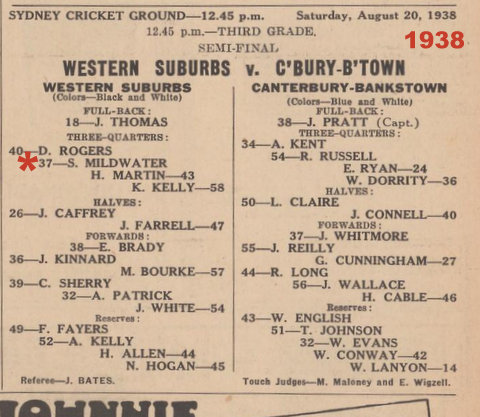 SYDNEY CRICKET GROUND—12.45 p.m. Saturday, August 20, 1938
12.45 p.m.—THIRD GRADE.
1938
SEMI-FINAL
WESTERN SUBURBS v. C'BURY-B'TOWN
WESTERN SUBURBS
(Colors—Black and White)
FULL-BACK:
18—J. THOMAS
THREE-QUARTERS:
40—D. ROGERS
*37—S. MILDWATER
H. MARTIN—43
K. KELLY—58
HALVES:
26—J. CAFFREY
J. FARRELL—47
FORWARDS:
38—E. BRADY
36—J. KINNARD
M. BOURKE—57
39—C. SHERRY
32—A. PATRICK
J. WHITE—54
Reserves:
49—F. FAYERS
52—A. KELLY
H. ALLEN—44
N. HOGAN—45
Referee—J. BATES.
CANTERBURY-BANKSTOWN
(Colors—Blue and White)
FULL-BACK:
38—J. PRATT (Capt.)
THREE-QUARTERS:
34—A. KENT
54—R. RUSSELL
E. RYAN—24
W. DORRITY—36
HALVES:
50—L. CLAIRE
J. CONNELL—40
FORWARDS:
37—J. WHITMORE
55—J. REILLY
G. CUNNINGHAM—27
44—R. LONG
56—J. WALLACE
H. CABLE—46
Reserves:
43—W. ENGLISH
51—T. JOHNSON
32—W. EVANS
W. CONWAY—42
W. LANYON—14
Touch Judges—M. Maloney and E. Wigzell.